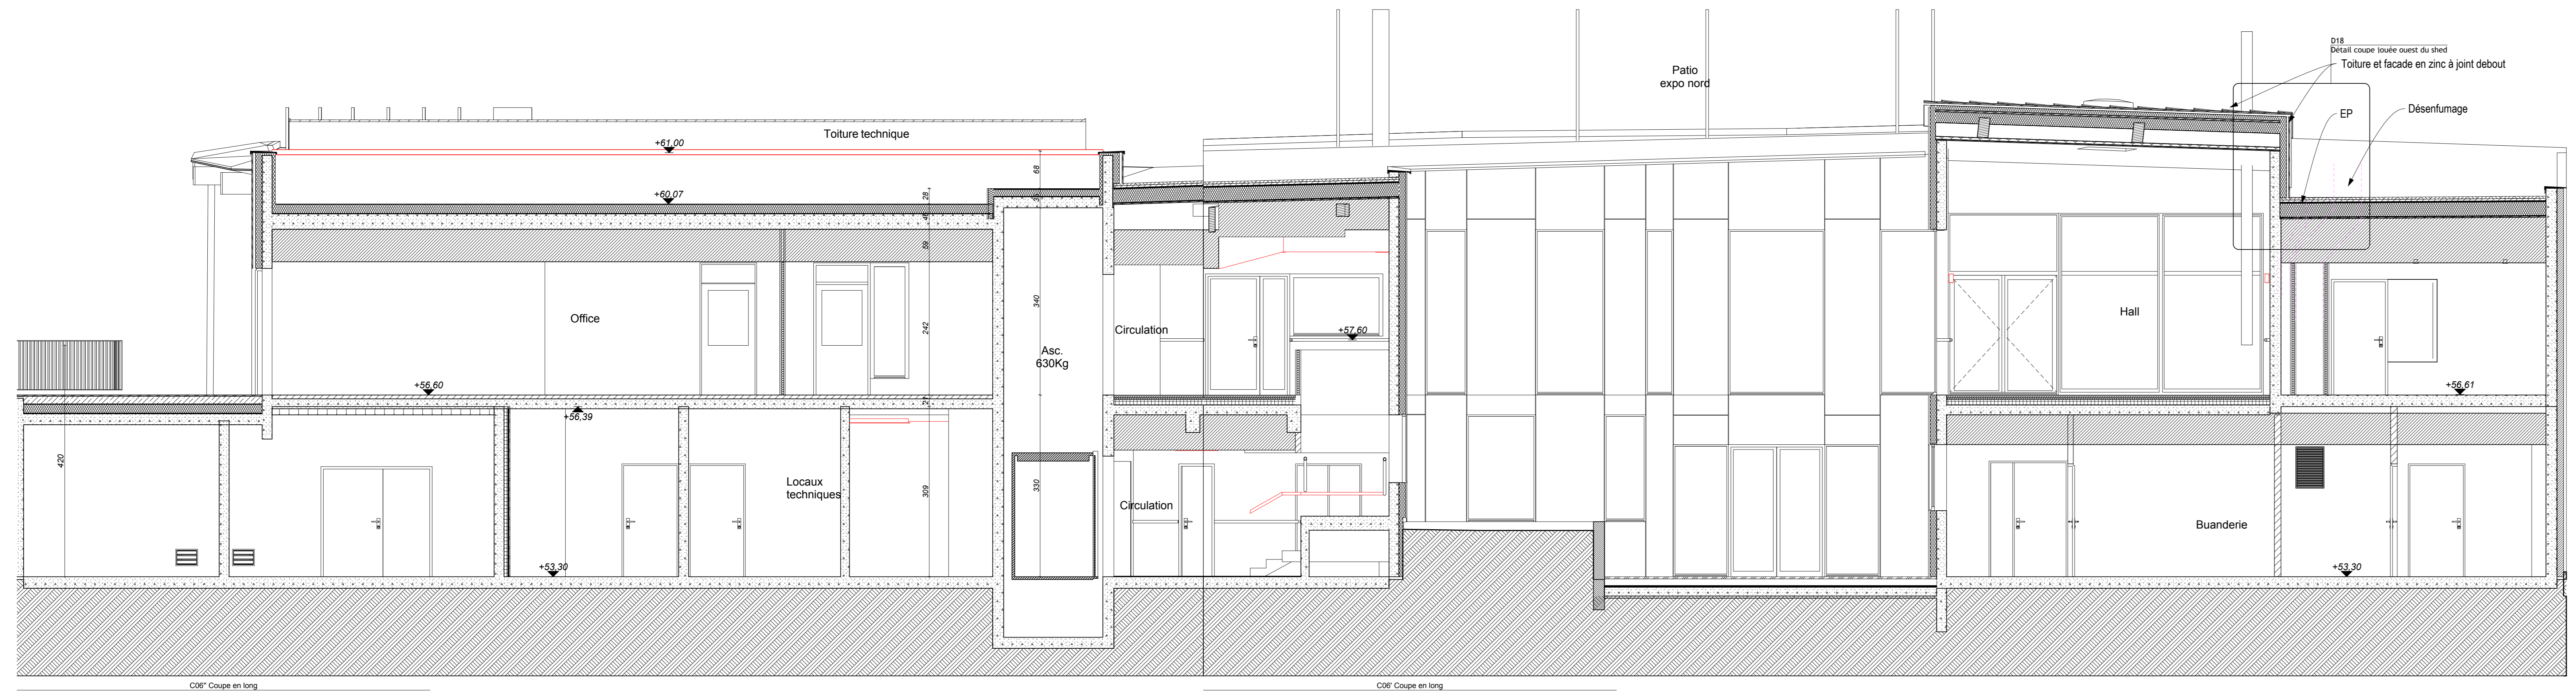 D18
Détail coupe jouée ouest du shed
Toiture et facade en zinc à joint debout
Patio
expo nord
EP
Désenfumage
Toiture technique
+61,00
68
+60,07
28
46
59
340
242
Office
Asc.
630Kg
Circulation
+57,60
Hall
+56,60
+56,61
+56,39
21
420
Locaux
techniques
309
330
Circulation
Buanderie
+53,30
+53,30
C06" Coupe en long
C06' Coupe en long